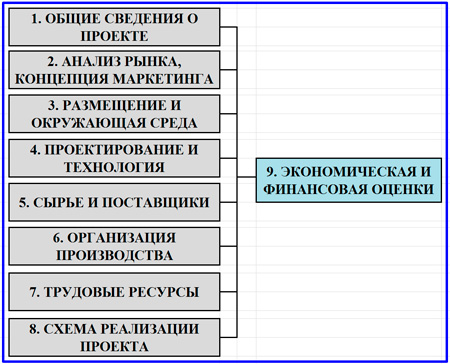 1. ОБЩИЕ СВЕДЕНИЯ О
ПРОЕКТЕ
2. АНАЛИЗ РЫНКА,
КОНЦЕПЦИЯ МАРКЕТИНГА
3. РАЗМЕЩЕНИЕ И
ОКРУЖАЮЩАЯ СРЕДА
4. ПРОЕКТИРОВАНИЕ И
ТЕХНОЛОГИЯ
5. СЫРЬЕ И ПОСТАВЩИКИ
6. ОРГАНИЗАЦИЯ
ПРОИЗВОДСТВА
7. ТРУДОВЫЕ РЕСУРСЫ
8. СХЕМА РЕАЛИЗАЦИИ
ПРОЕКТА
9. ЭКОНОМИЧЕСКАЯ И
ФИНАНСОВАЯ ОЦЕНКИ